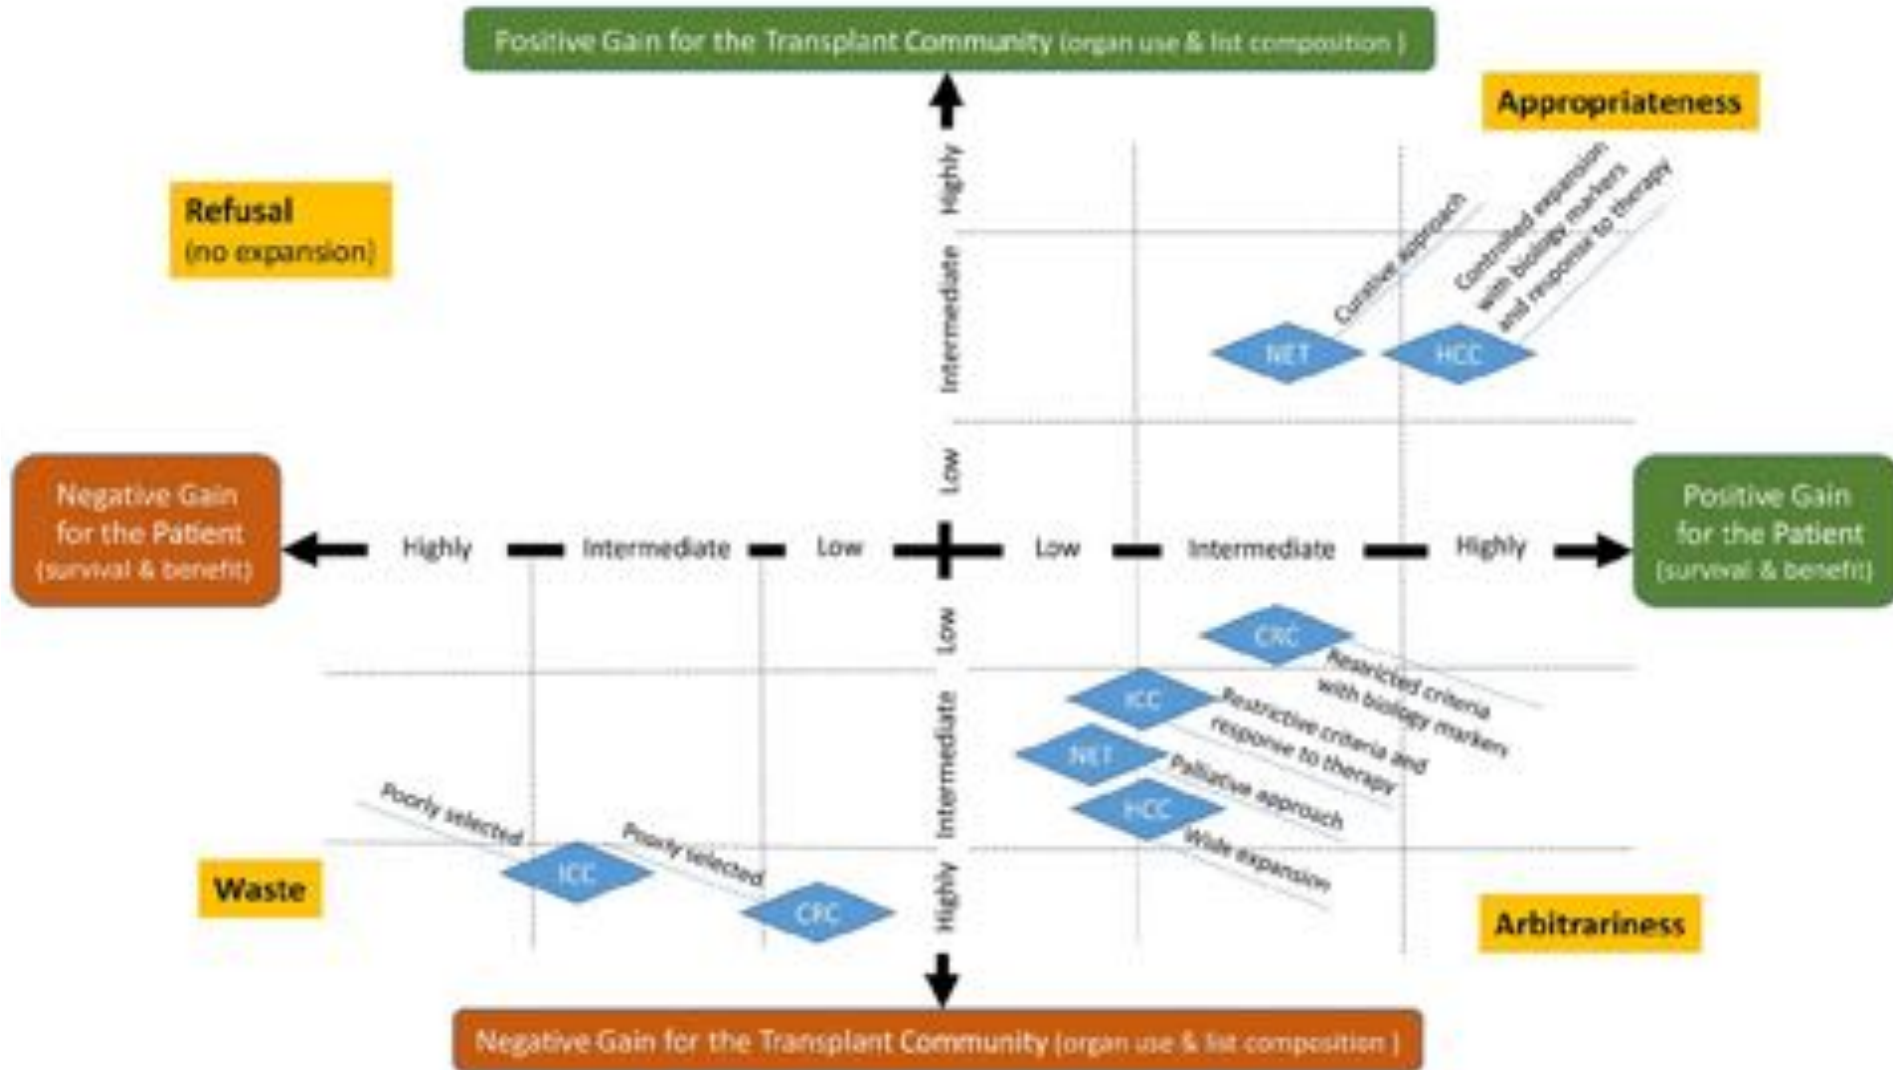 Positive Gain for the Transplant Community (organ use & list composition )
Appropriateness
Refusal
(no expansion)
Highly
Intermediate
Low
Curative approach
Controlled expansion
with biology markers
and response to therapy
NET
HCC
Negative Gain
for the Patient
(survival & benefit)
Highly
Intermediate
Low
Low
Intermediate
Highly
Positive Gain
for the Patient
(survival & benefit)
Low
Intermediate
Highly
CRC
Restricted criteria
with biology markers
ICC
Restrictive criteria and
response to therapy
NET
Palliative approach
HCC
Wide expansion
Poorly selected
ICC
Poorly selected
CRC
Waste
Arbitrariness
Negative Gain for the Transplant Community (organ use & list composition )